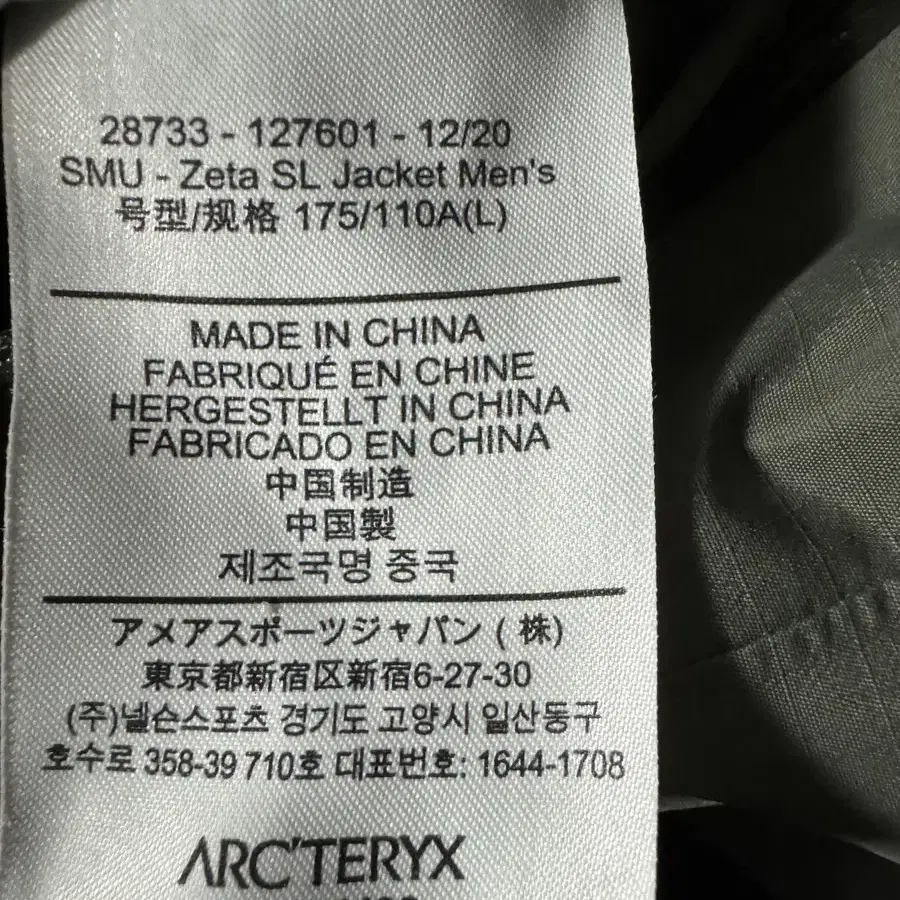 28733 - 127601 - 12/20
SMU - Zeta SL Jacket Men's
号型/规格 175/110A(L)
MADE IN CHINA
FABRIQUÉ EN CHINE
HERGESTELLT IN CHINA
FABRICADO EN CHINA
中国制造
中国製
제조국명 중국
アメアスポーツジャパン ( 株)
東京都新宿区新宿6-27-30
(주)넬슨스포츠 경기도 고양시 일산동구
호수로 358-39 710호 대표번호: 1644-1708
ARC'TERYX